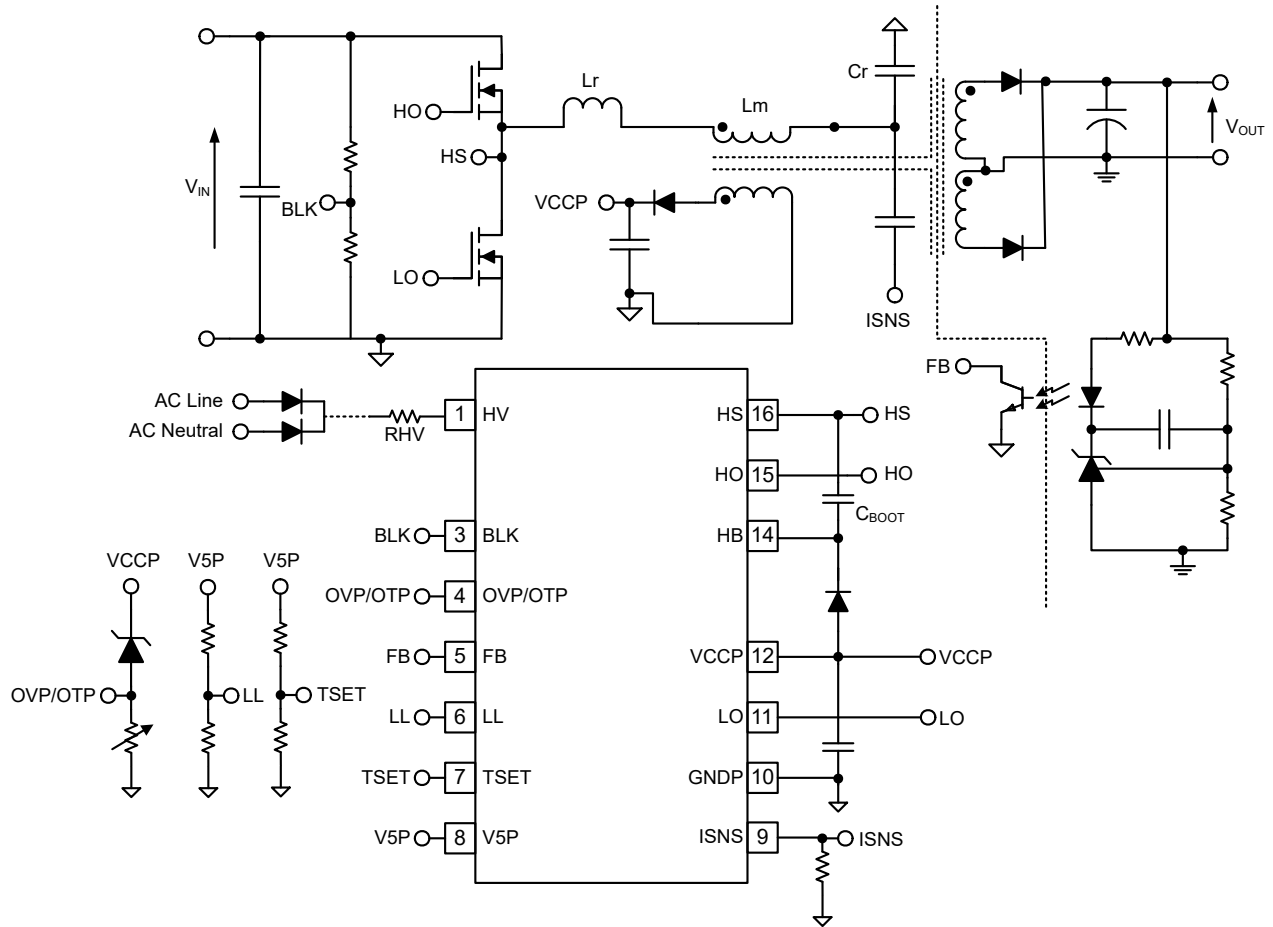 Cr
Lr
Lm
HO
HS
VIN
BLK
LO
VCCP
ISNS
VOUT
FB
AC Line
AC Neutral
RHV
1 HV
HS 16 HS
HO 15 HO
CBOOT
BLK 3 BLK
HB 14
VCCP V5P V5P
OVP/OTP 4 OVP/OTP
FB 5 FB
VCCP 12 VCCP
OVP/OTP LL TSET
LL 6 LL
LO 11 LO
TSET 7 TSET
GNDP 10
V5P 8 V5P
ISNS 9 ISNS